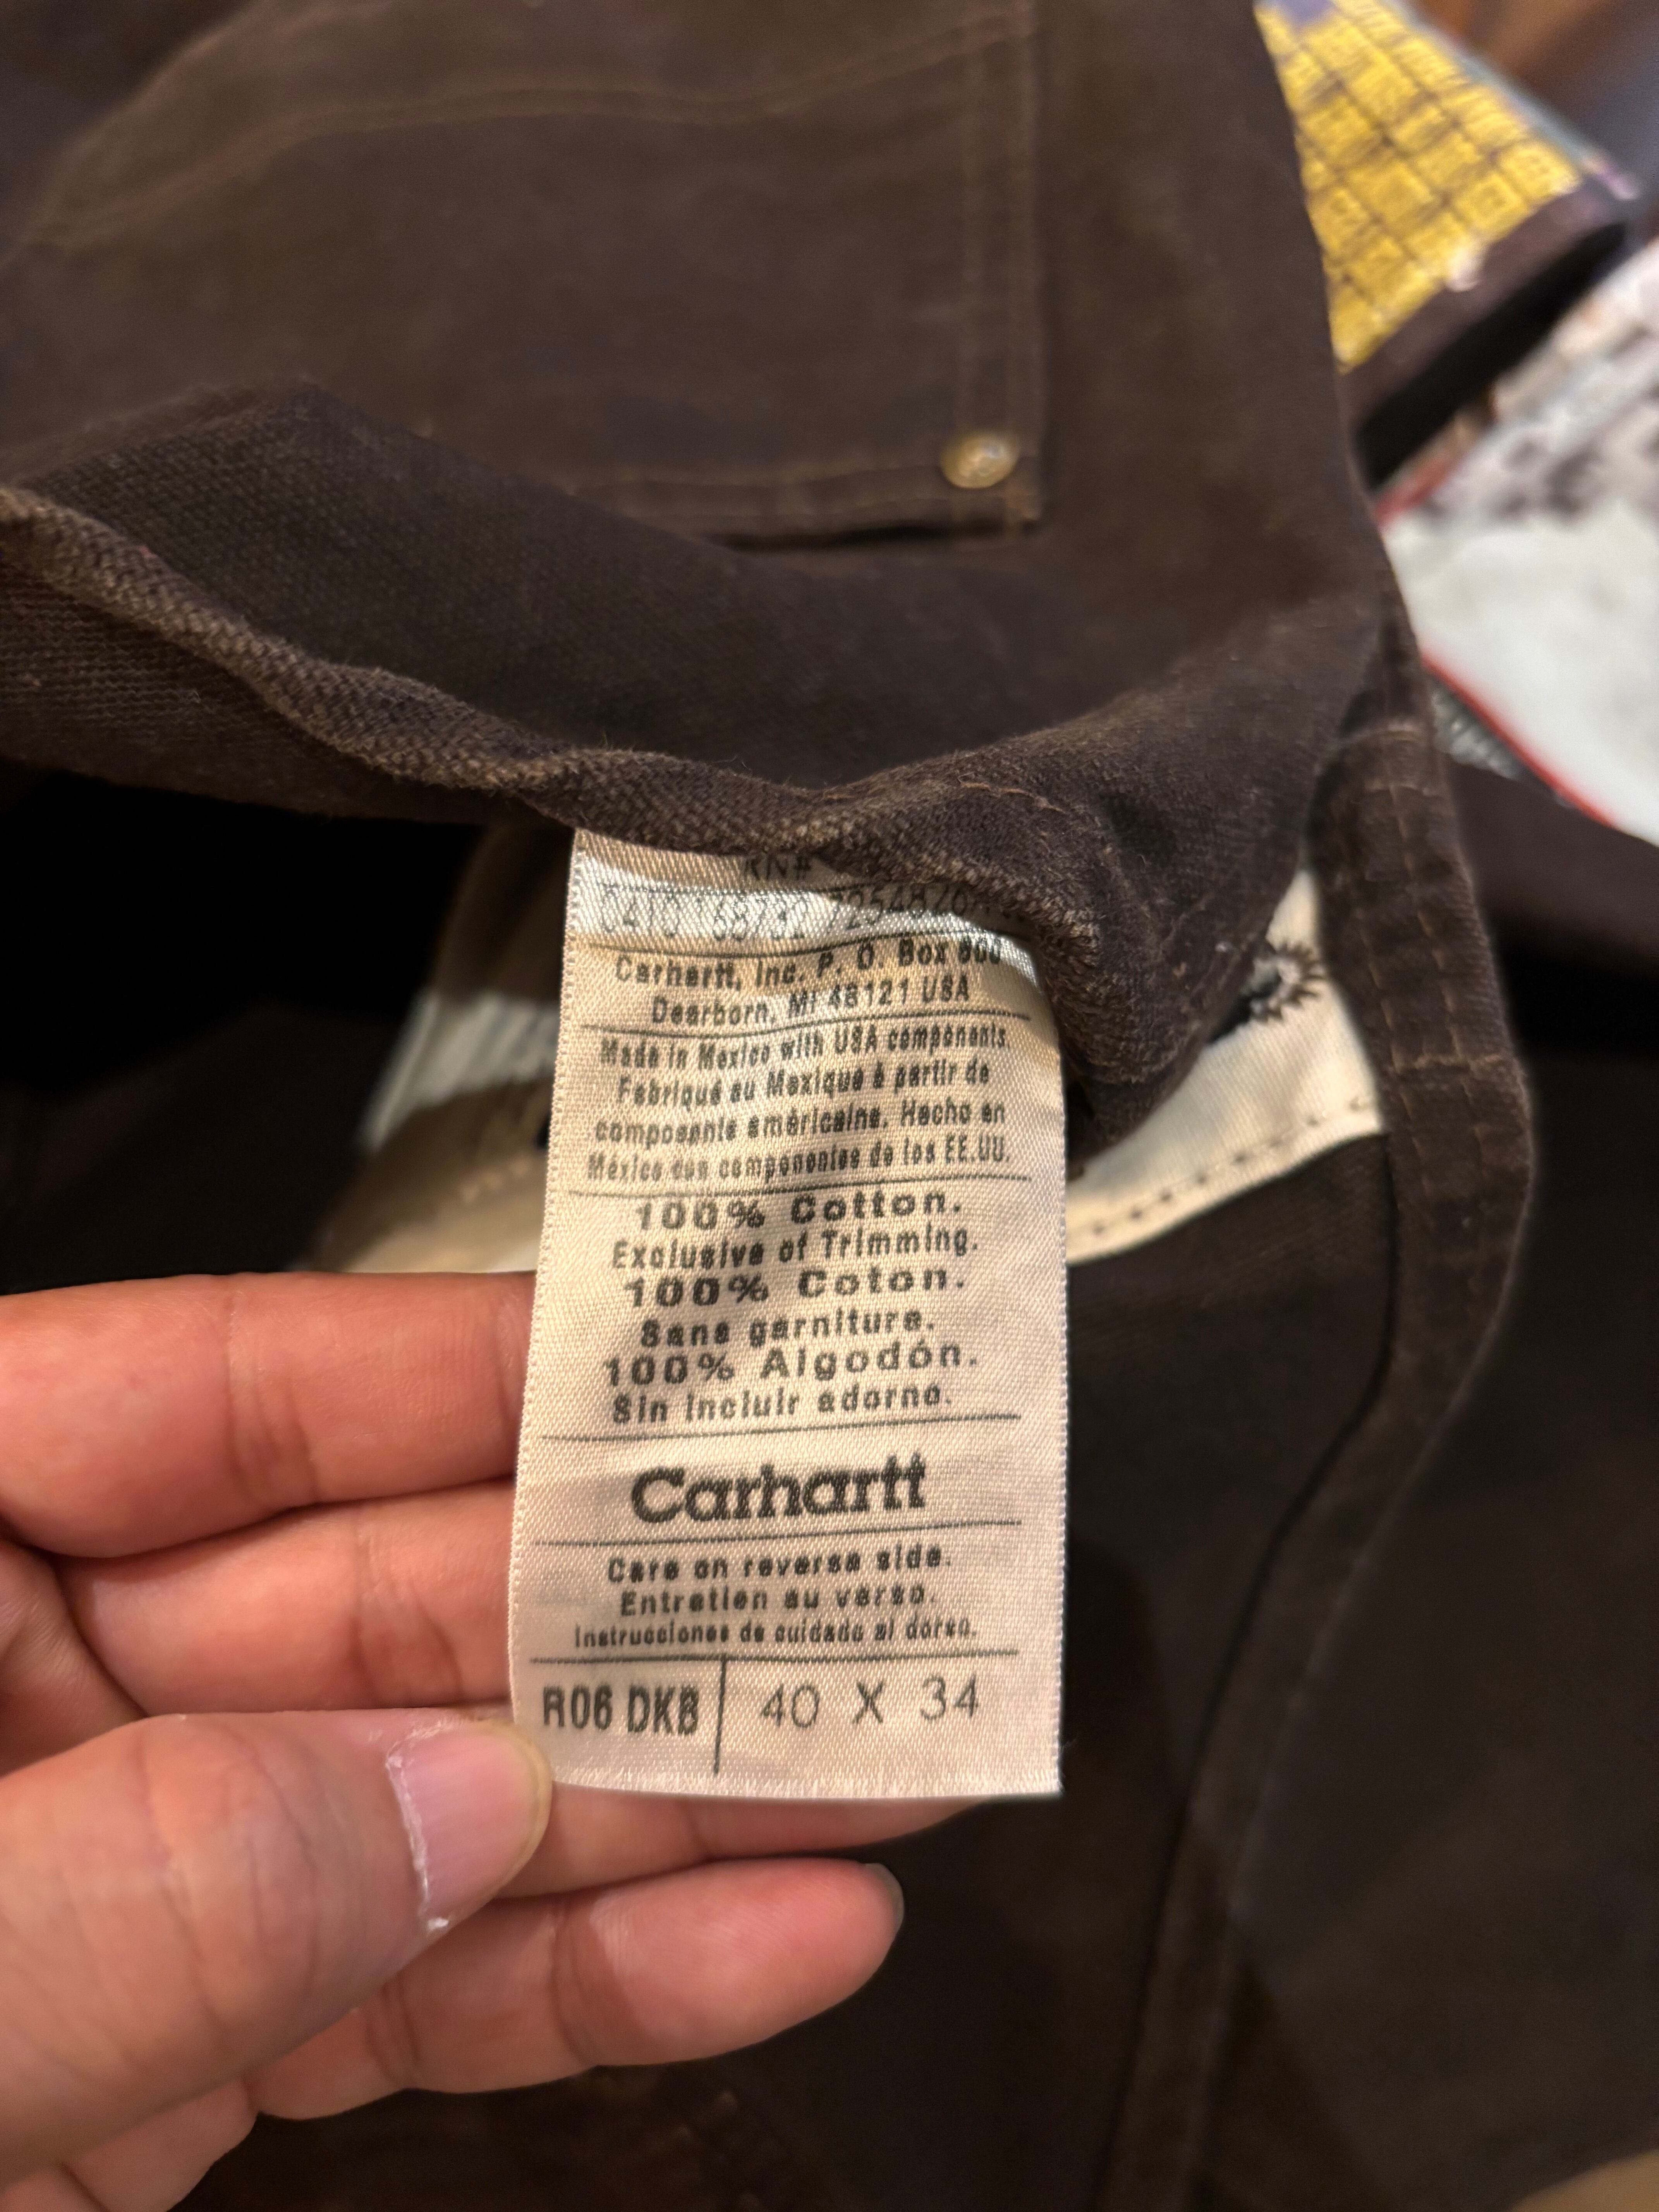 RN#
Carhartt, Inc. P. O. Box 600
Dearborn, MI 48121 USA
Made in Mexico with USA components.
Fabriqué au Mexique à partir de
composants américains. Hecho en
México con componentes de los EE.UU.
100% Cotton.
Exclusive of Trimming.
100% Coton.
Sans garniture.
100% Algodón.
Sin incluir adorno.
Carhartt
Care on reverse side.
Entretien au verso.
Instrucciones de cuidado al dorso.
R06 DKB 40 X 34